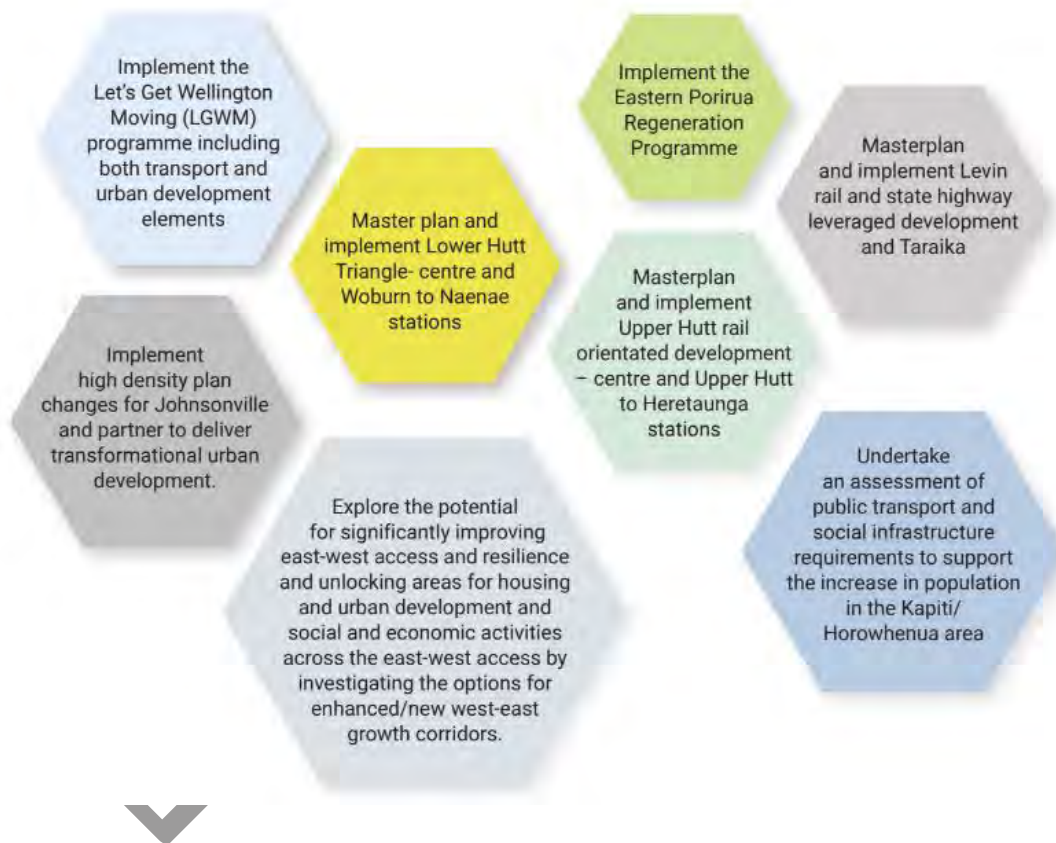 Implement the
Let's Get Wellington
Moving (LGWM)
programme including
both transport and
urban development
elements
Implement the
Eastern Porirua
Regeneration
Programme
Masterplan
and implement Levin
rail and state highway
leveraged development
and Taraika
Master plan and
implement Lower Hutt
Triangle- centre and
Woburn to Naenae
stations
Masterplan
and implement
Upper Hutt rail
orientated development
– centre and Upper Hutt
to Heretaunga
stations
Implement
high density plan
changes for Johnsonville
and partner to deliver
transformational urban
development.
Explore the potential
for significantly improving
east-west access and resilience
and unlocking areas for housing
and urban development and
social and economic activities
across the east-west access by
investigating the options for
enhanced/new west-east
growth corridors.
Undertake
an assessment of
public transport and
social infrastructure
requirements to support
the increase in population
in the Kapiti/
Horowhenua area